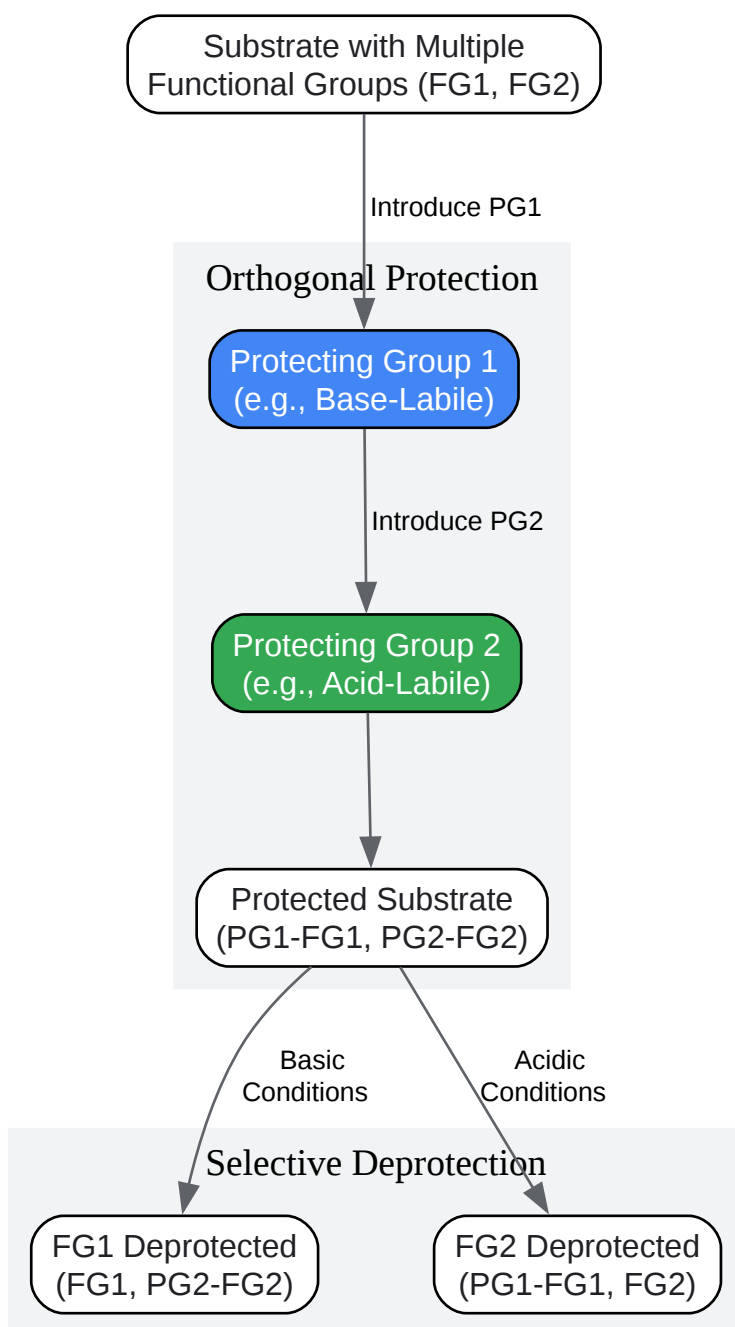 Substrate with Multiple
Functional Groups (FG1, FG2)
Introduce PG1
Orthogonal Protection
Protecting Group 1
(e.g., Base-Labile)
Introduce PG2
Protecting Group 2
(e.g., Acid-Labile)
Protected Substrate
(PG1-FG1, PG2-FG2)
Basic
Conditions
Acidic
Conditions
Selective Deprotection
FG1 Deprotected
(FG1, PG2-FG2)
FG2 Deprotected
(PG1-FG1, FG2)